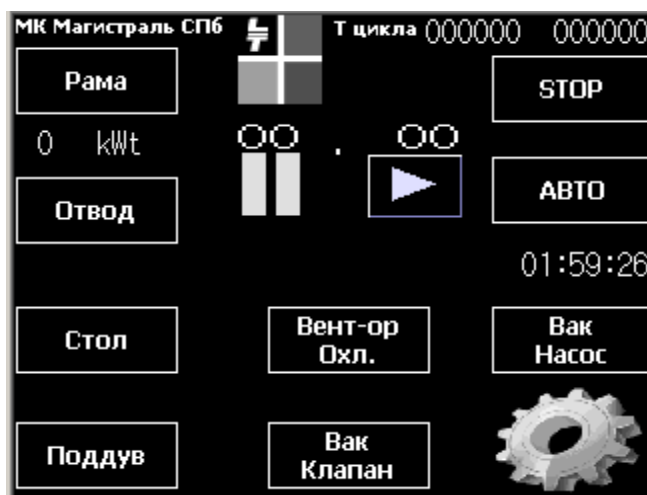 МК Магистраль СПб
Т цикла 000000 000000
Рама
STOP
0 kWt
00 . 00
Отвод
АВТО
01:59:26
Стол
Вент-ор
Охл.
Вак
Насос
Поддув
Вак
Клапан